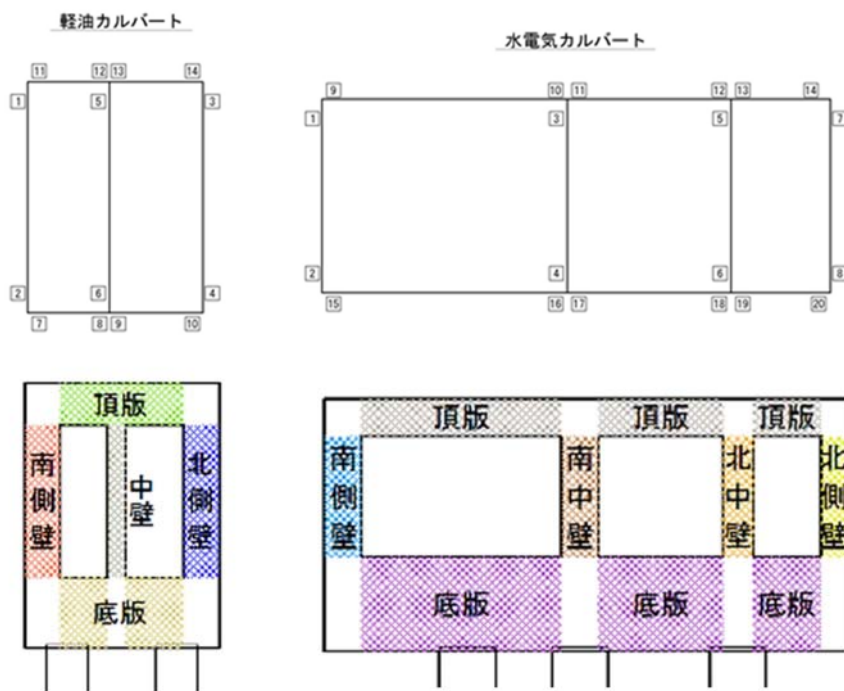 軽油カルバート
水電気カルバート
11 12 13 14
1 5 3
2 6 4
7 8 9 10
9 10 11 12 13 14
1 3 5 7
2 4 6 8
15 16 17 18 19 20
頂版
南側壁
中壁
北側壁
底版
頂版 頂版 頂版
南側壁
南中壁
北中壁
北側壁
底版 底版 底版